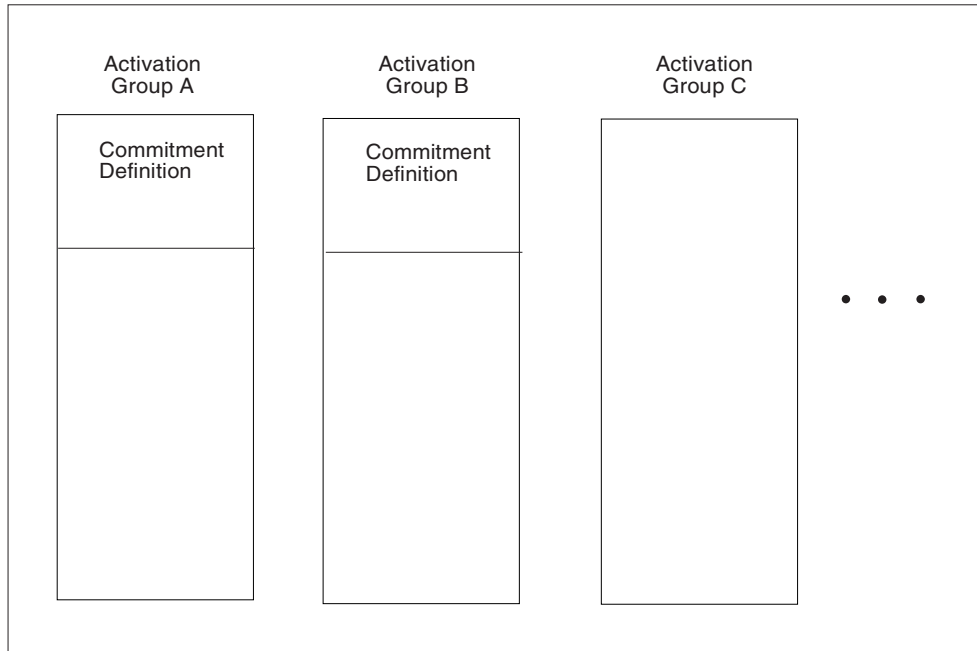 Activation
Group A
Activation
Group B
Activation
Group C
Commitment
Definition
Commitment
Definition